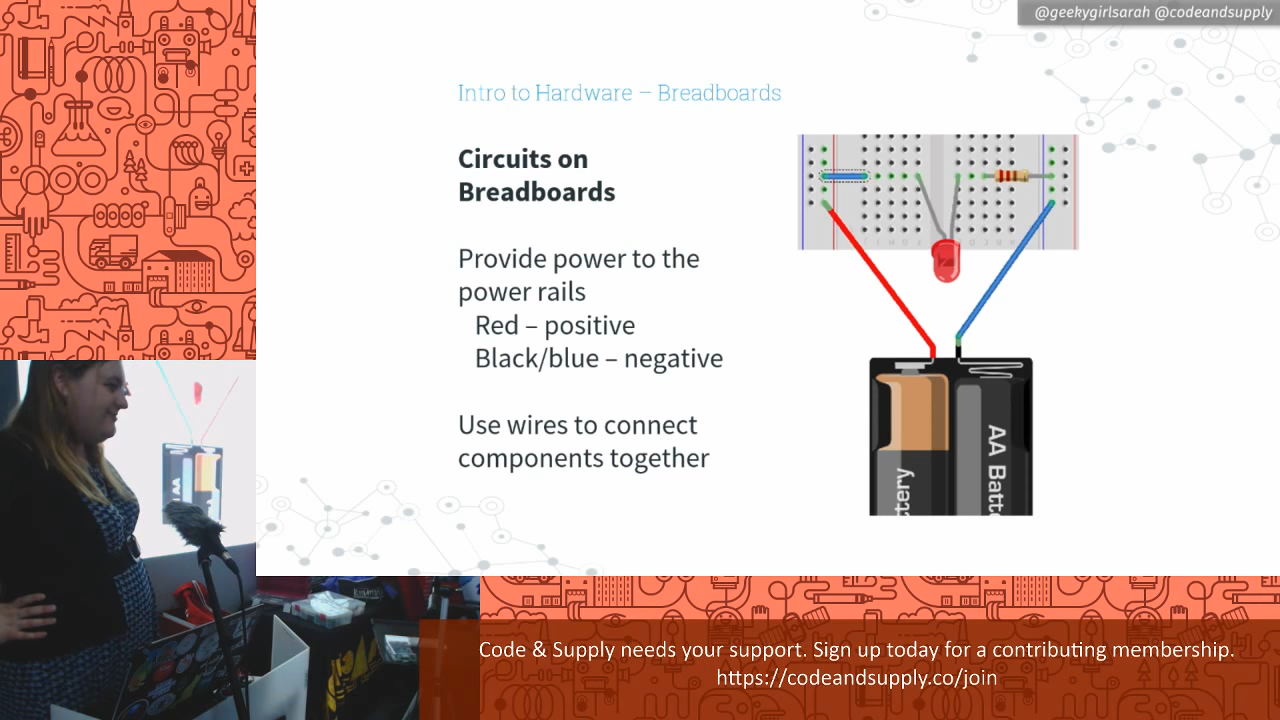 @geekygirlsarah @codeandsupply
Intro to Hardware – Breadboards
Circuits on
Breadboards
Provide power to the
power rails
Red – positive
Black/blue – negative
Use wires to connect
components together
ttery
AA Batte
AA
Code & Supply needs your support. Sign up today for a contributing membership.
https://codeandsupply.co/join